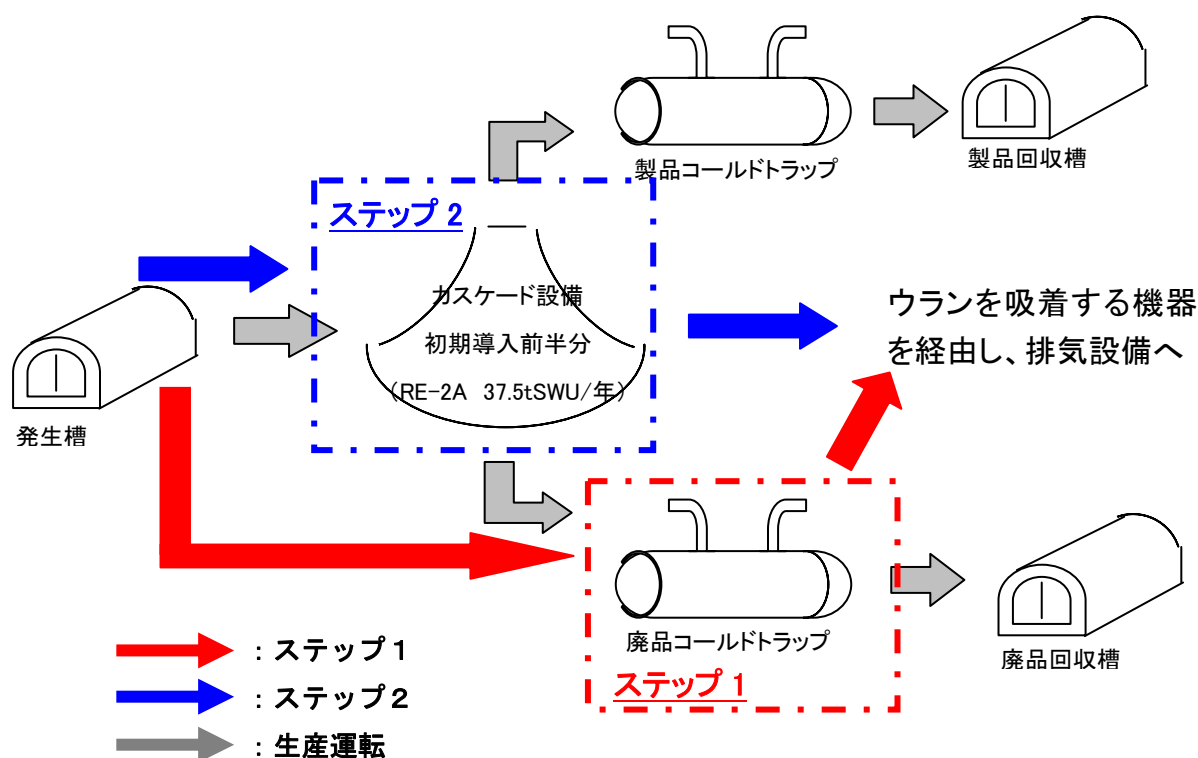 製品コールドトラップ
製品回収槽
ステップ 2
カスケード設備
初期導入前半分
(RE-2A 37.5tSWU/年)
ウランを吸着する機器
を経由し、排気設備へ
発生槽
廃品コールドトラップ
ステップ 1
廃品回収槽
：ステップ１
：ステップ２
：生産運転